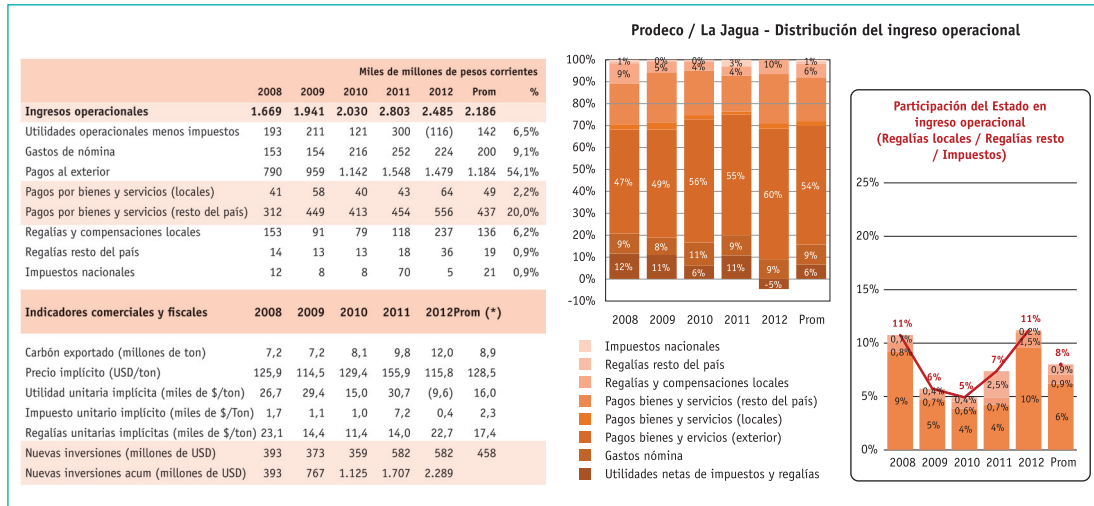 Prodeco / La Jagua - Distribución del ingreso operacional
Miles de millones de pesos corrientes
2008 2009 2010 2011 2012 Prom %
Ingresos operacionales 1.669 1.941 2.030 2.803 2.485 2.186
Utilidades operacionales menos impuestos 193 211 121 300 (116) 142 6,5%
Gastos de nómina 153 154 216 252 224 200 9,1%
Pagos al exterior 790 959 1.142 1.548 1.479 1.184 54,1%
Pagos por bienes y servicios (locales) 41 58 40 43 64 49 2,2%
Pagos por bienes y servicios (resto del país) 312 449 413 454 556 437 20,0%
Regalías y compensaciones locales 153 91 79 118 237 136 6,2%
Regalías resto del país 14 13 13 18 36 19 0,9%
Impuestos nacionales 12 8 8 70 5 21 0,9%
Indicadores comerciales y fiscales 2008 2009 2010 2011 2012Prom (*)
Carbón exportado (millones de ton) 7,2 7,2 8,1 9,8 12,0 8,9
Precio implícito (USD/ton) 125,9 114,5 129,4 155,9 115,8 128,5
Utilidad unitaria implícita (miles de $/ton) 26,7 29,4 15,0 30,7 (9,6) 16,0
Impuesto unitario implícito (miles de $/Ton) 1,7 1,1 1,0 7,2 0,4 2,3
Regalías unitarias implícitas (miles de $/ton) 23,1 14,4 11,4 14,0 22,7 17,4
Nuevas inversiones (millones de USD) 393 373 359 582 582 458
Nuevas inversiones acum (millones de USD) 393 767 1.125 1.707 2.289
100%
90%
80%
70%
60%
50%
40%
30%
20%
10%
0%
-10%
1% 0% 0% 3% 1%
9% 5% 4% 4% 10% 6%
47% 49% 56% 55% 60% 54%
9% 8% 11% 9% 9% 9%
12% 11% 6% 11% -5% 6%
2008 2009 2010 2011 2012 Prom
Impuestos nacionales
Regalías resto del país
Regalías y compensaciones locales
Pagos bienes y servicios (resto del país)
Pagos bienes y servicios (locales)
Pagos bienes y ervicios (exterior)
Gastos nómina
Utilidades netas de impuestos y regalías
Participación del Estado en
ingreso operacional
(Regalías locales / Regalías resto
/ Impuestos)
25%
20%
15%
10%
5%
0%
11% 6% 5% 7% 11% 8%
0,7% 0,4% 0,4% 2,5% 0,2% 0,9%
0,8% 0,7% 0,6% 0,7% 1,5% 0,9%
9% 5% 4% 4% 10% 6%
2008 2009 2010 2011 2012 Prom